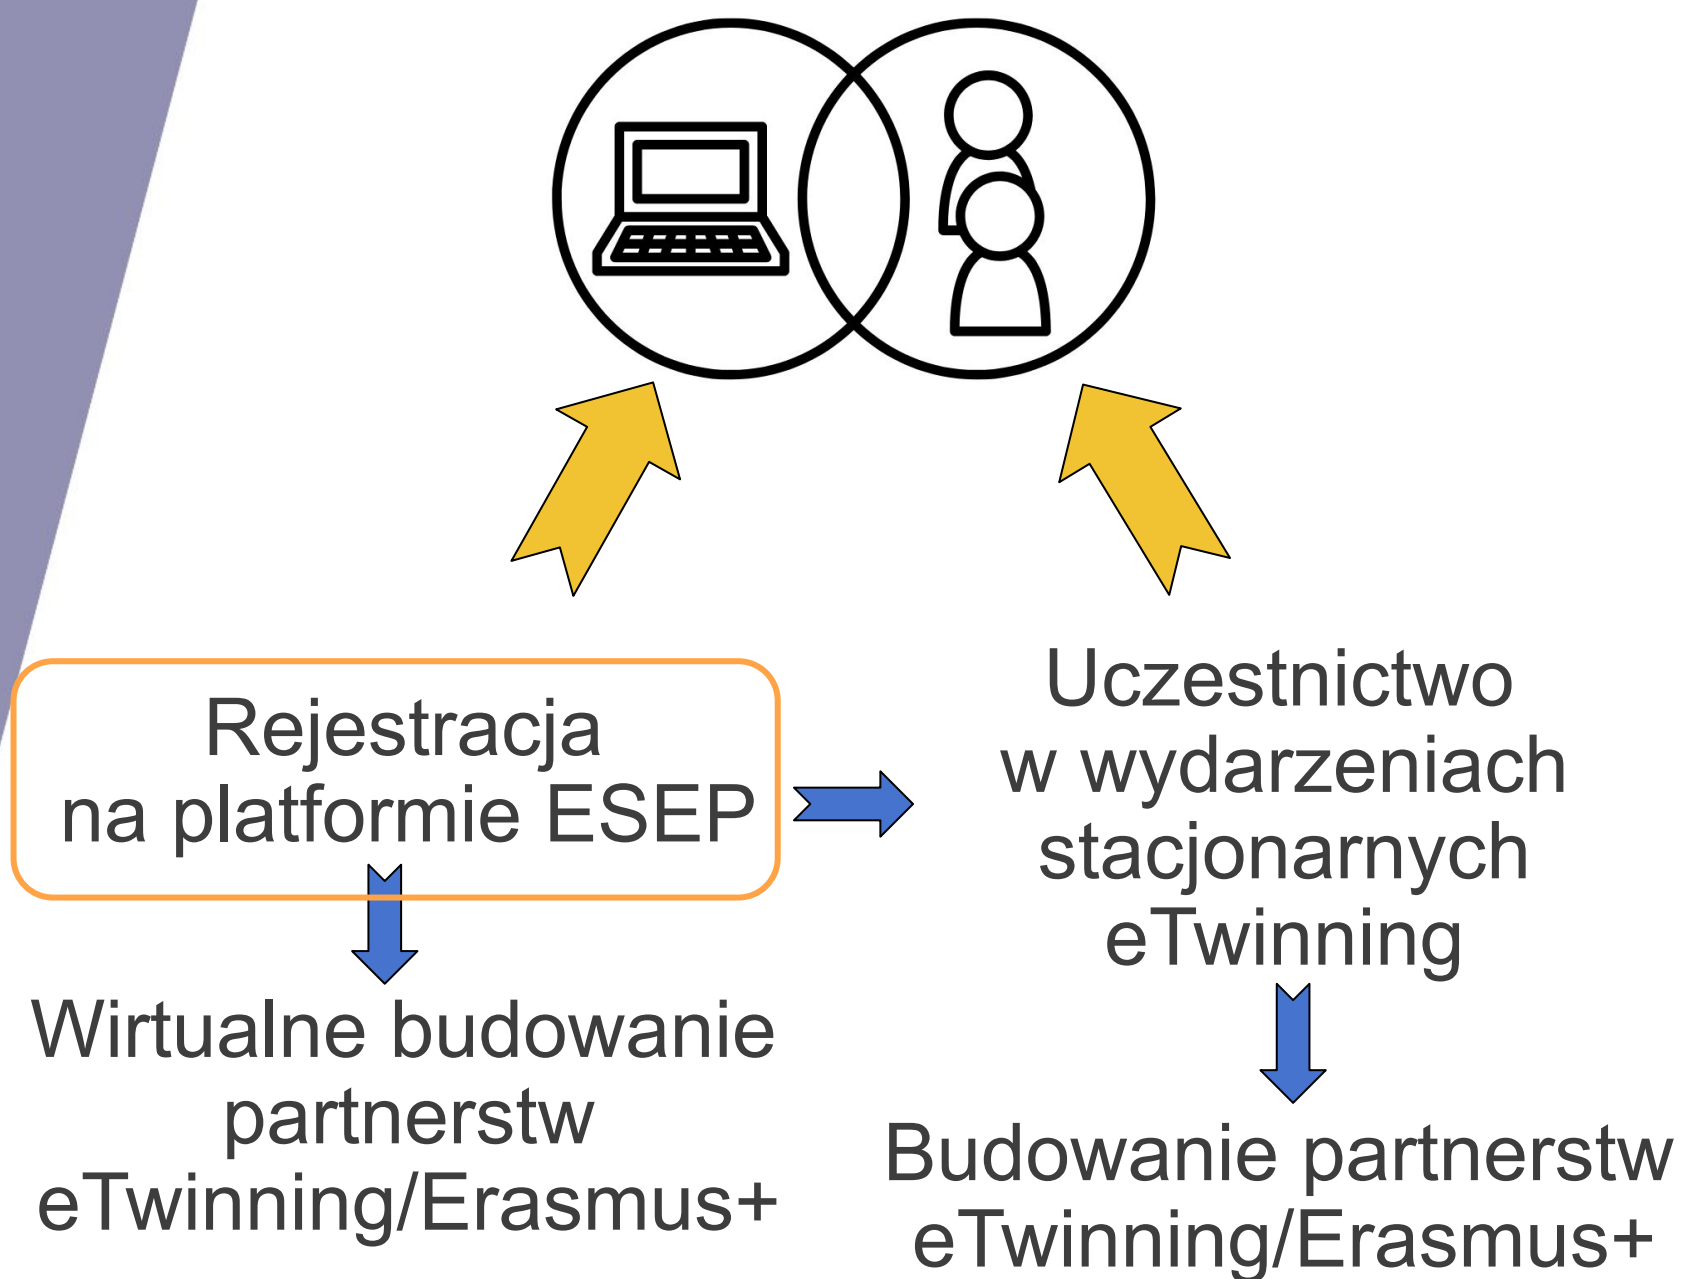 Rejestracja
na platformie ESEP
Wirtualne budowanie
partnerstw
eTwinning/Erasmus+
Uczestnictwo
w wydarzeniach
stacjonarnych
eTwinning
Budowanie partnerstw
eTwinning/Erasmus+